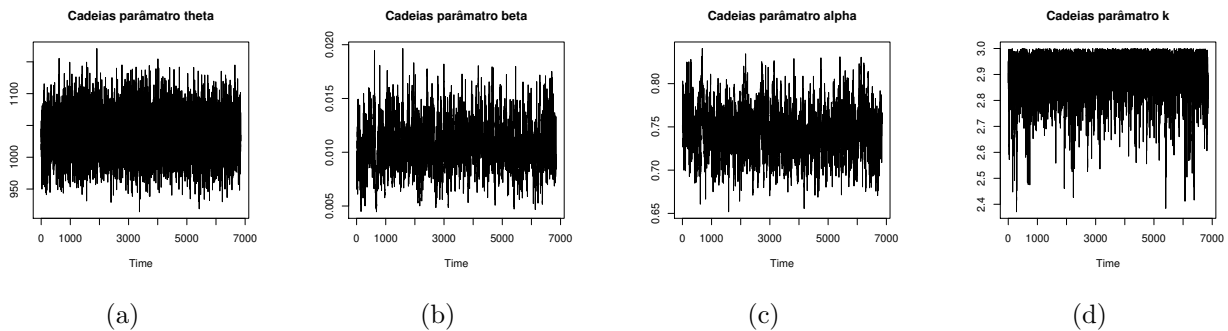 Cadeias parâmatro theta
950 1000 1100
0 1000 3000 5000 7000
Time
(a)
Cadeias parâmatro beta
0.005 0.010 0.015 0.020
0 1000 3000 5000 7000
Time
(b)
Cadeias parâmatro alpha
0.65 0.70 0.75 0.80
0 1000 3000 5000 7000
Time
(c)
Cadeias parâmatro k
2.4 2.5 2.6 2.7 2.8 2.9 3.0
0 1000 3000 5000 7000
Time
(d)